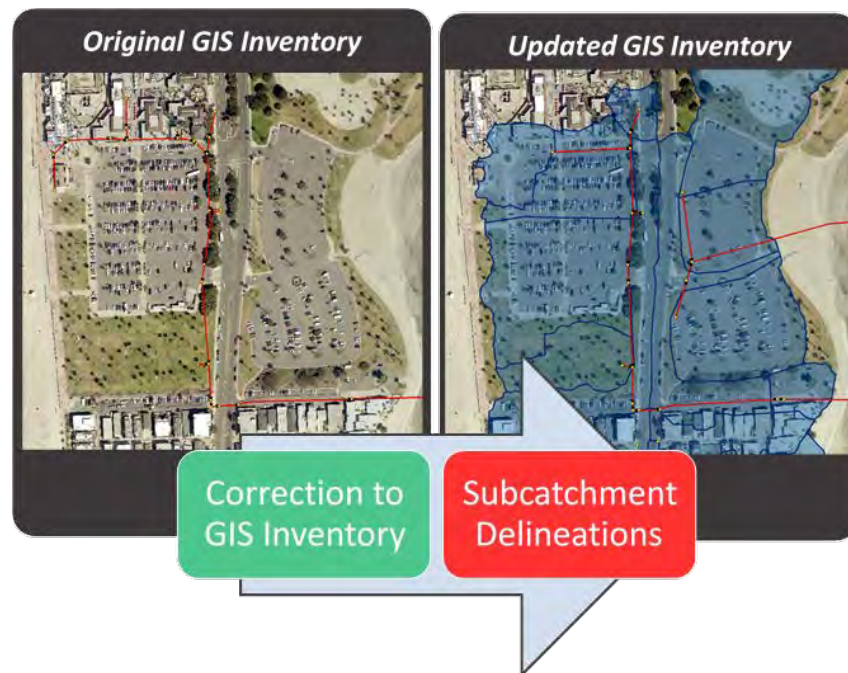 Original GIS Inventory
Updated GIS Inventory
Correction to
GIS Inventory
Subcatchment
Delineations